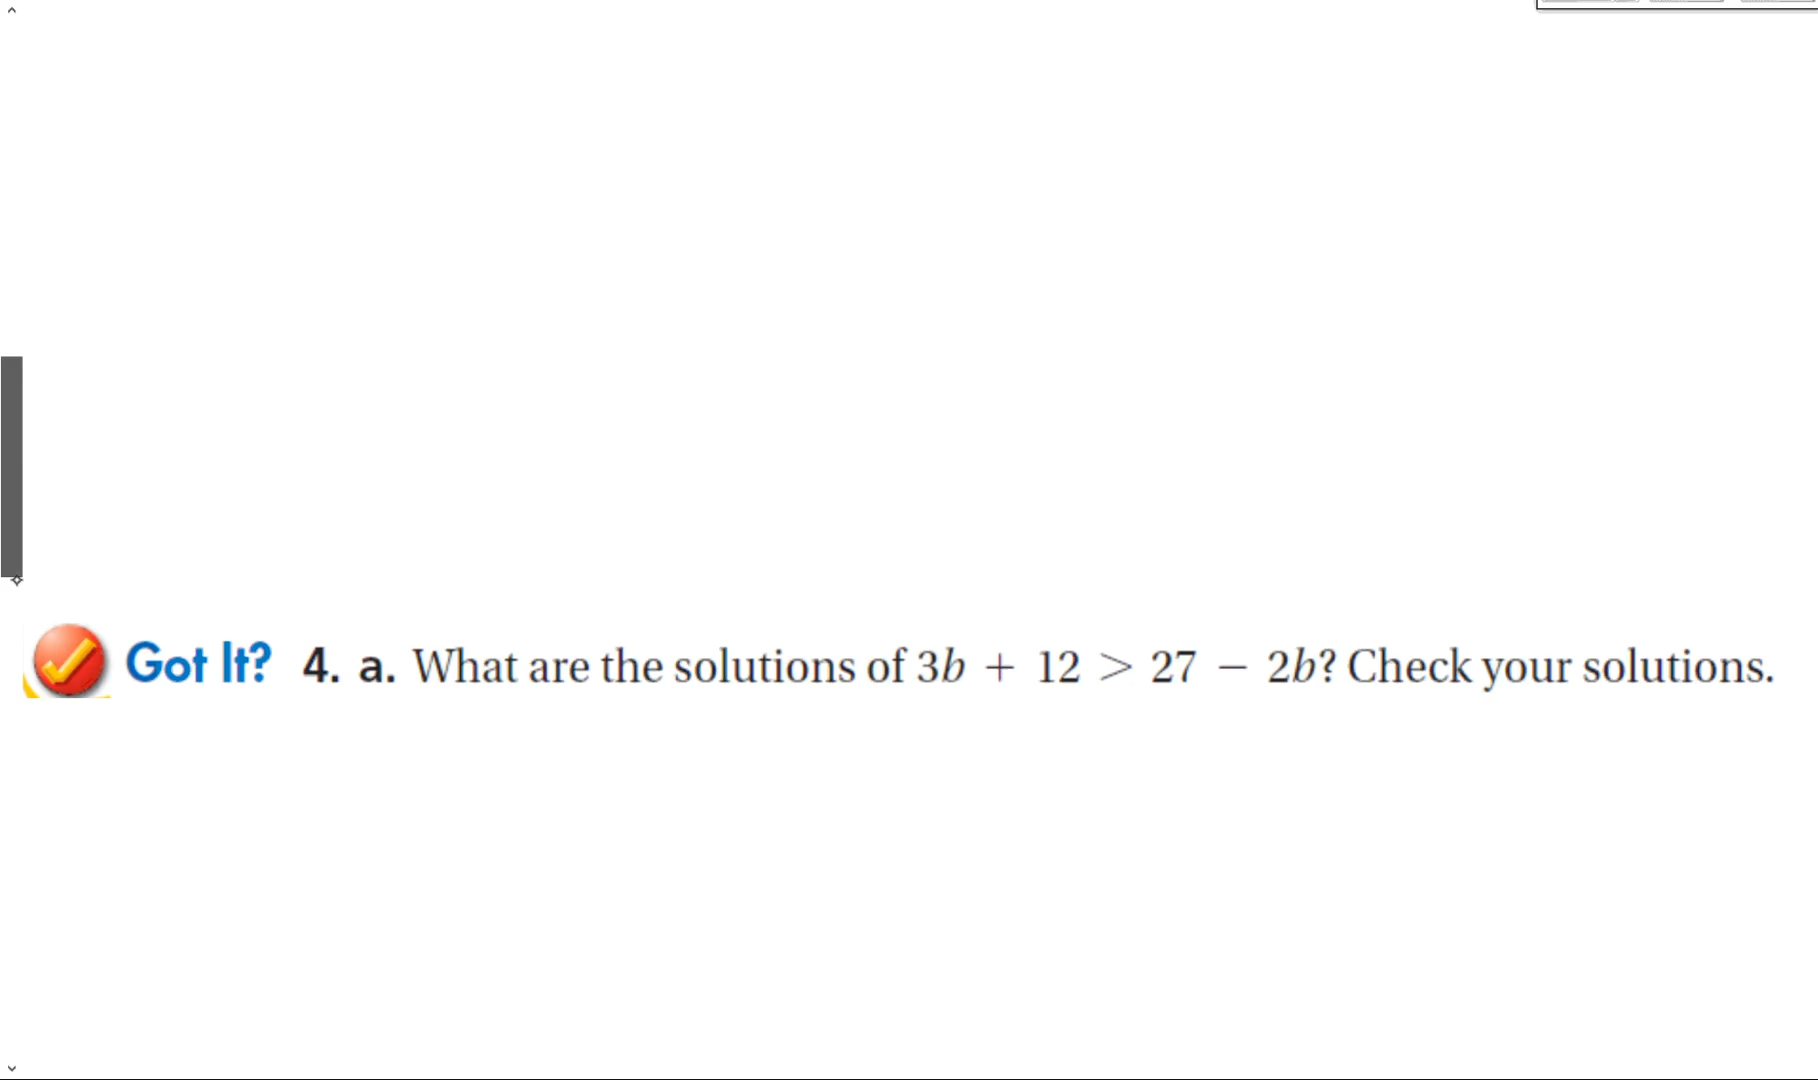 Got It? 4. a. What are the solutions of 3b + 12 > 27 − 2b? Check your solutions.